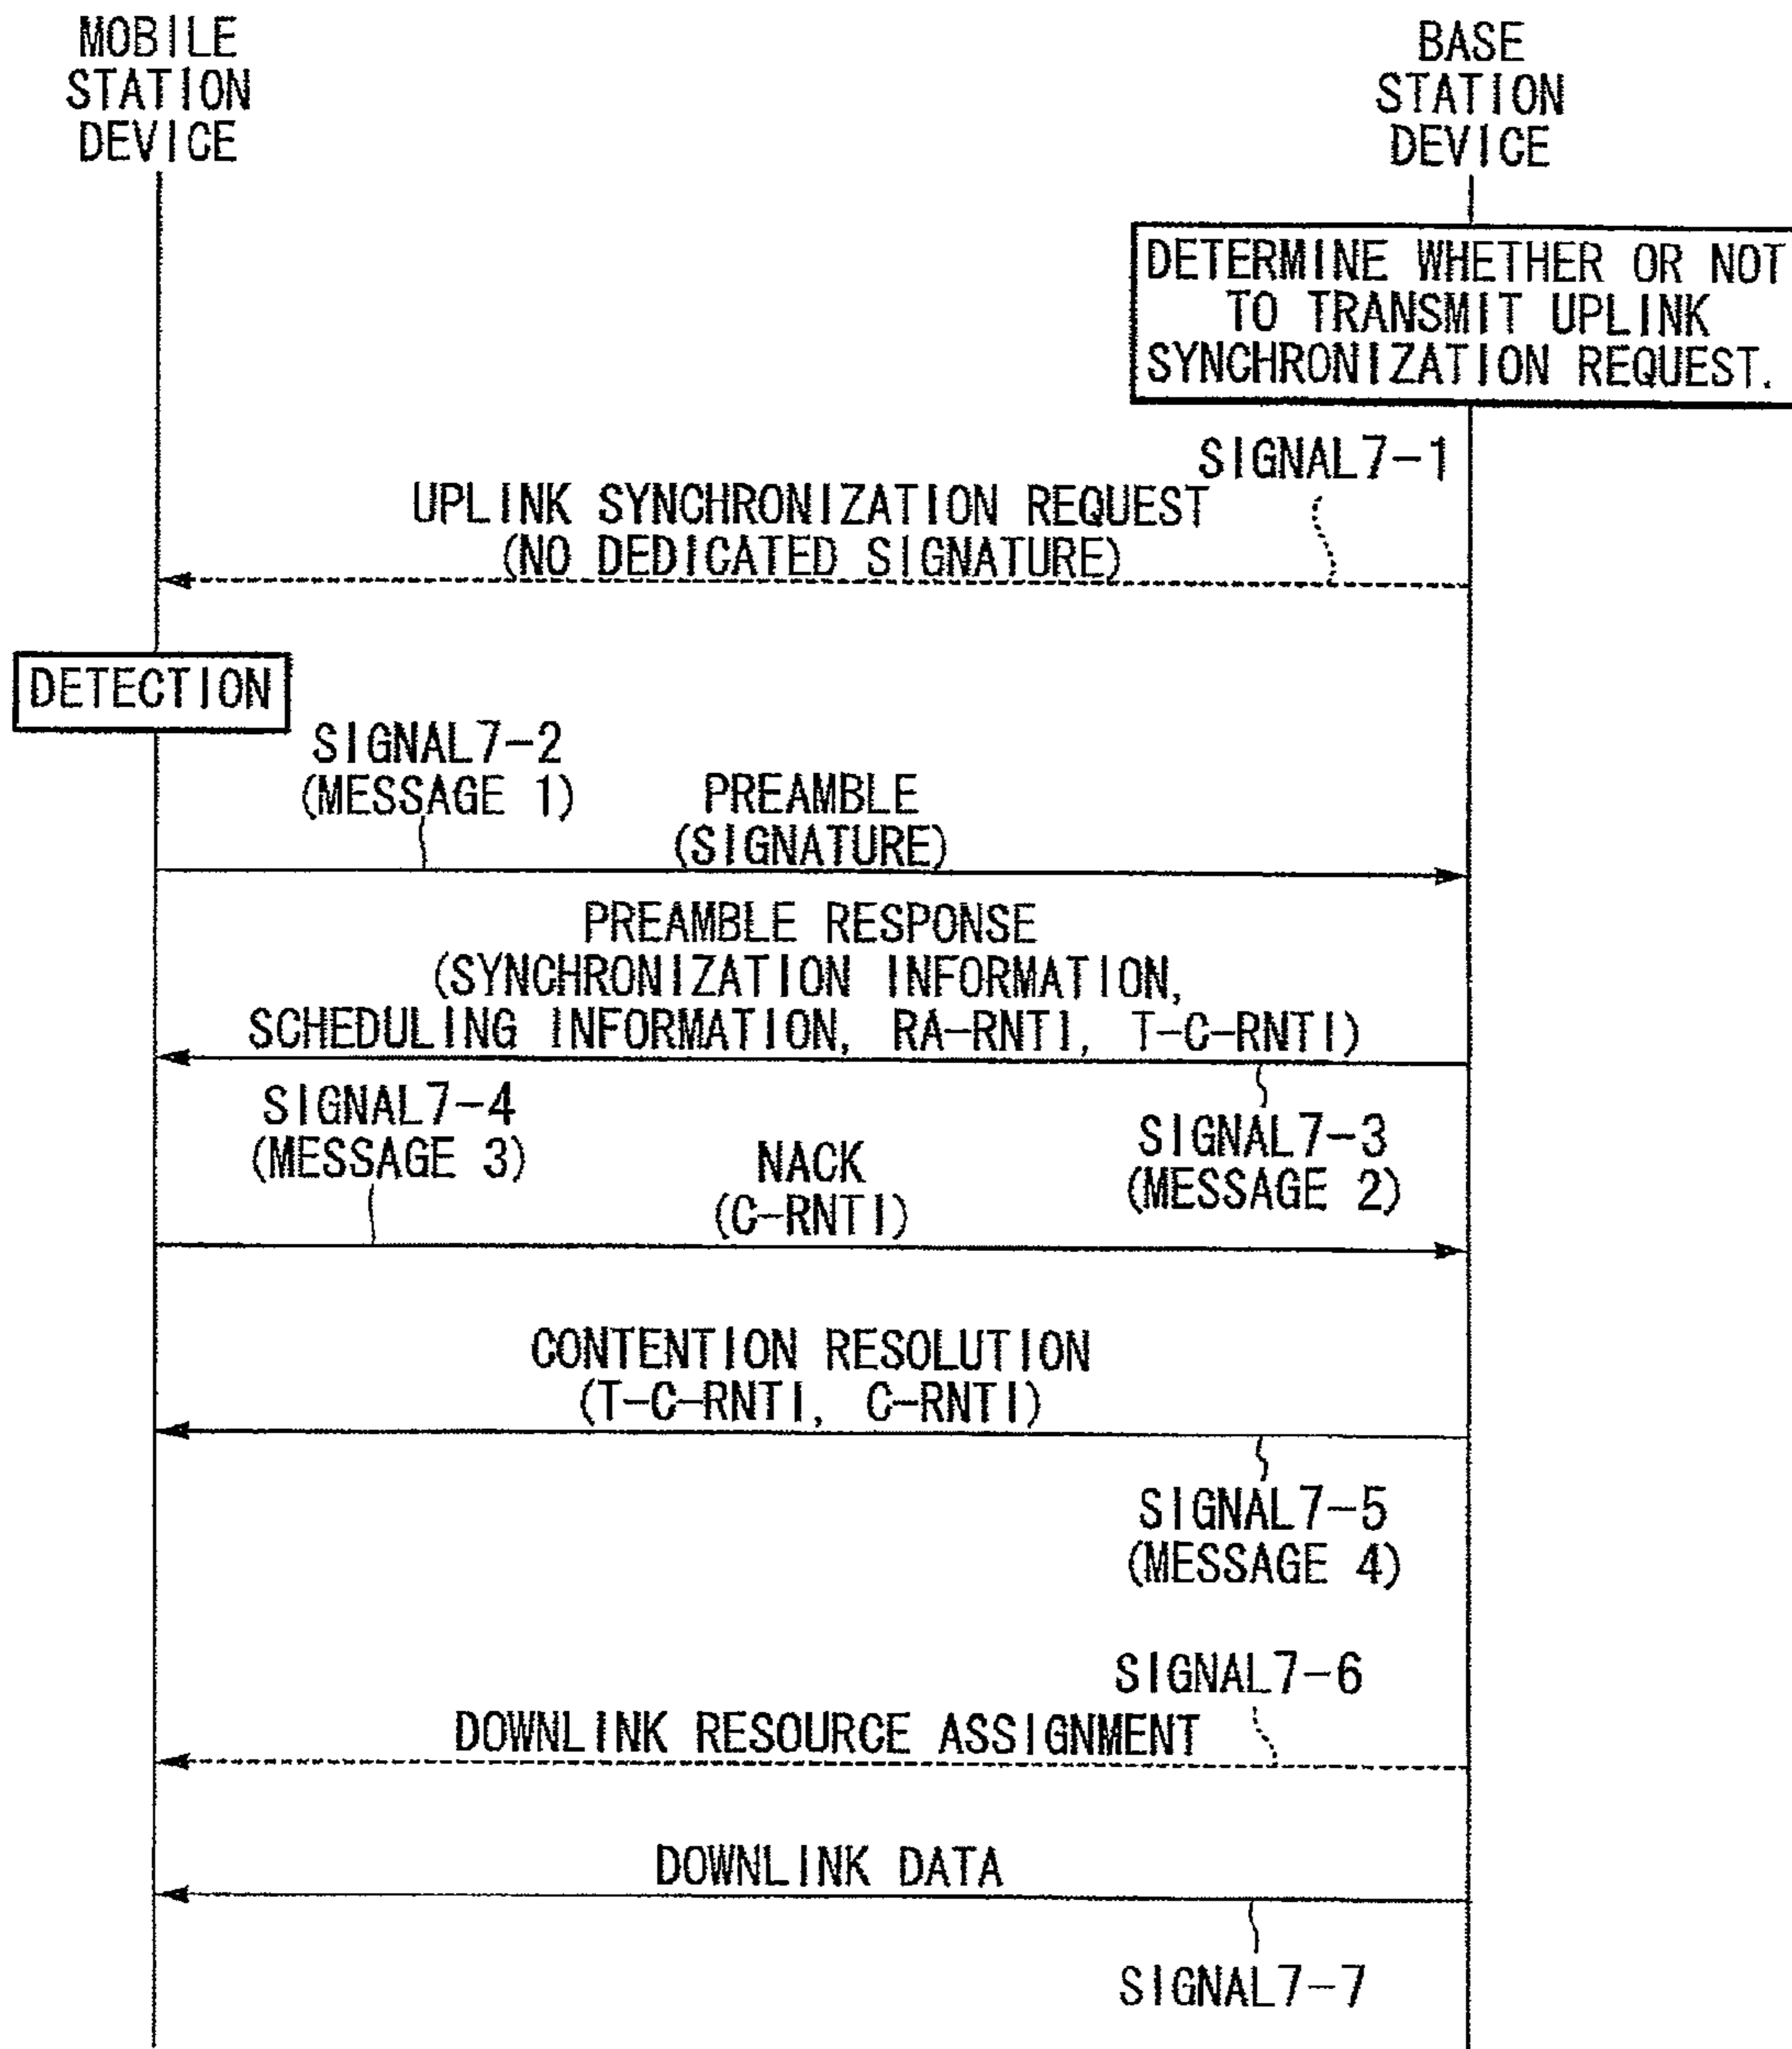 MOBILE
STATION
DEVICE
BASE
STATION
DEVICE
DETERMINE WHETHER OR NOT
TO TRANSMIT UPLINK
SYNCHRONIZATION REQUEST.
SIGNAL7-1
UPLINK SYNCHRONIZATION REQUEST
(NO DEDICATED SIGNATURE)
DETECTION
SIGNAL7-2
(MESSAGE 1)
PREAMBLE
(SIGNATURE)
PREAMBLE RESPONSE
(SYNCHRONIZATION INFORMATION,
SCHEDULING INFORMATION, RA-RNTI, T-C-RNTI)
SIGNAL7-3
(MESSAGE 2)
SIGNAL7-4
(MESSAGE 3)
NACK
(C-RNTI)
CONTENTION RESOLUTION
(T-C-RNTI, C-RNTI)
SIGNAL7-5
(MESSAGE 4)
SIGNAL7-6
DOWNLINK RESOURCE ASSIGNMENT
DOWNLINK DATA
SIGNAL7-7